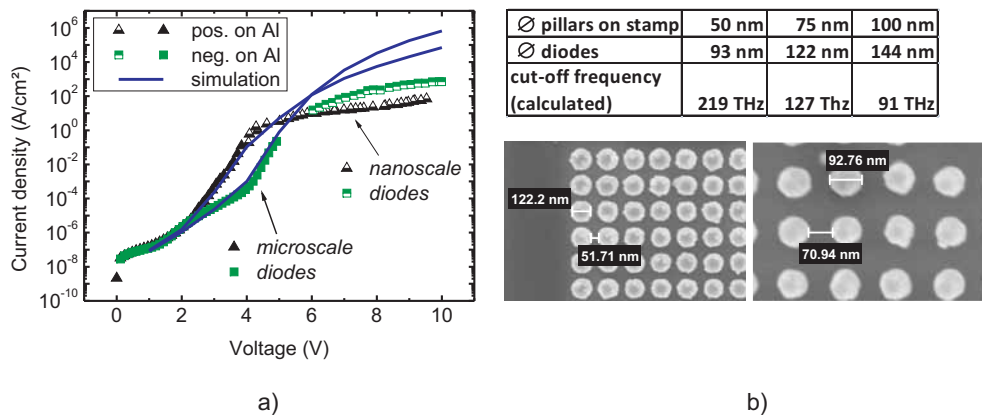 Current density (A/cm²)
10⁶
10⁴
10²
10⁰
10⁻²
10⁻⁴
10⁻⁶
10⁻⁸
10⁻¹⁰
pos. on Al
neg. on Al
simulation
nanoscale
diodes
microscale
diodes
0 2 4 6 8 10
Voltage (V)
a)
Ø pillars on stamp 50 nm 75 nm 100 nm
Ø diodes 93 nm 122 nm 144 nm
cut-off frequency
(calculated) 219 THz 127 Thz 91 THz
122.2 nm
51.71 nm
92.76 nm
70.94 nm
b)